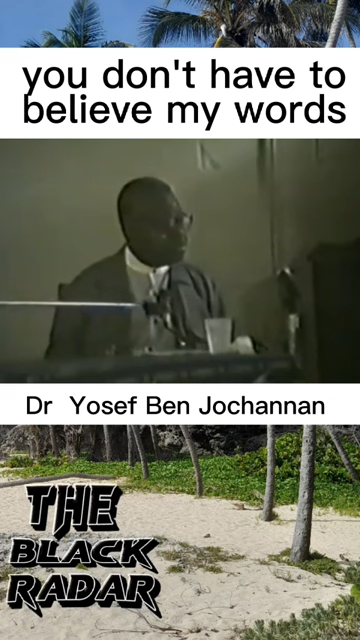 you don't have to
believe my words
Dr Yosef Ben Jochannan
THE
BLACK
RADAR